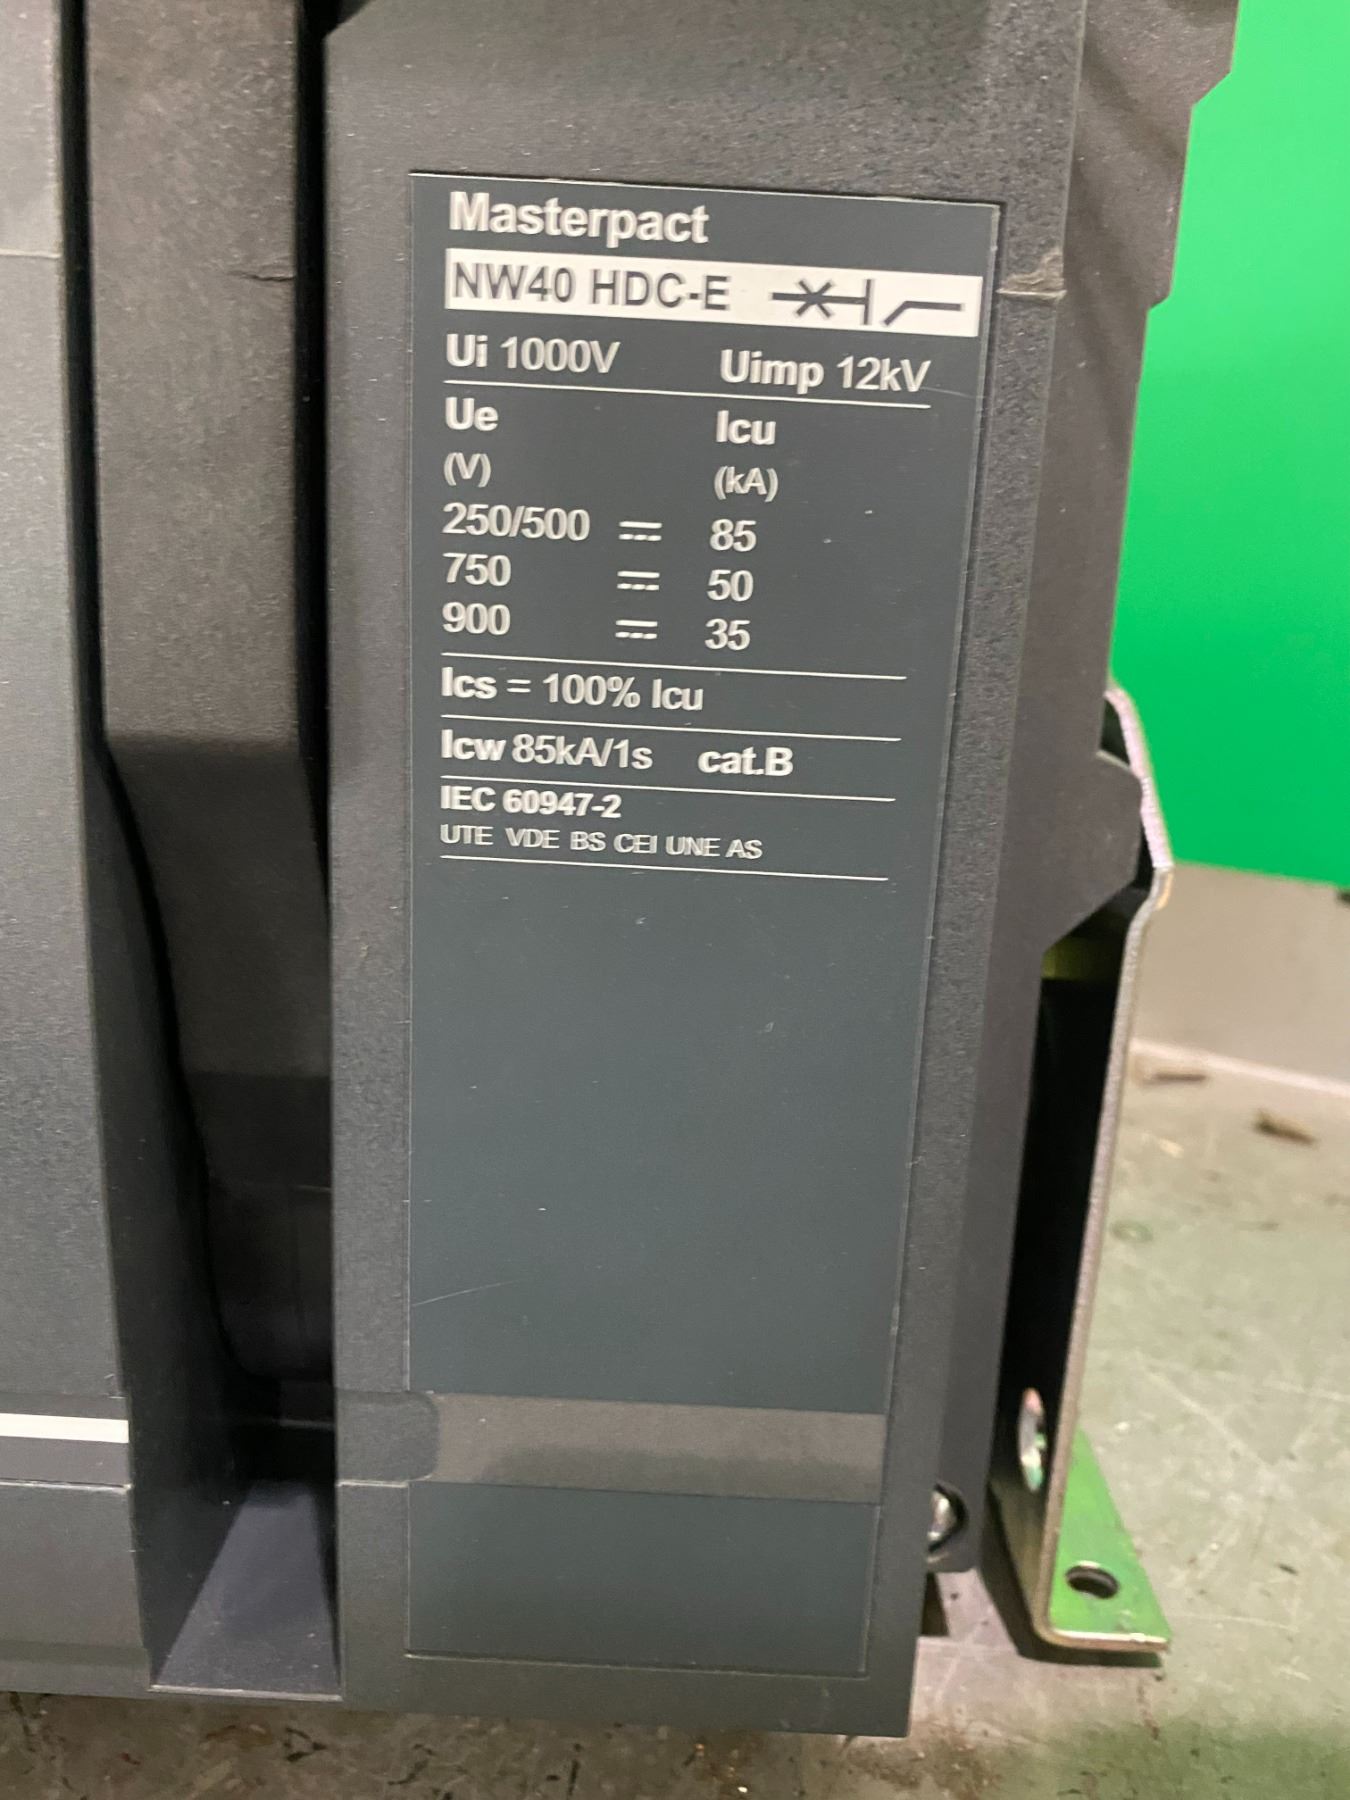 Masterpact
NW40 HDC-E
Ui 1000V Uimp 12kV
Ue Icu
(V) (kA)
250/500 85
750 50
900 35
Ics = 100% Icu
Icw 85kA/1s cat.B
IEC 60947-2
UTE VDE BS CEI UNE AS